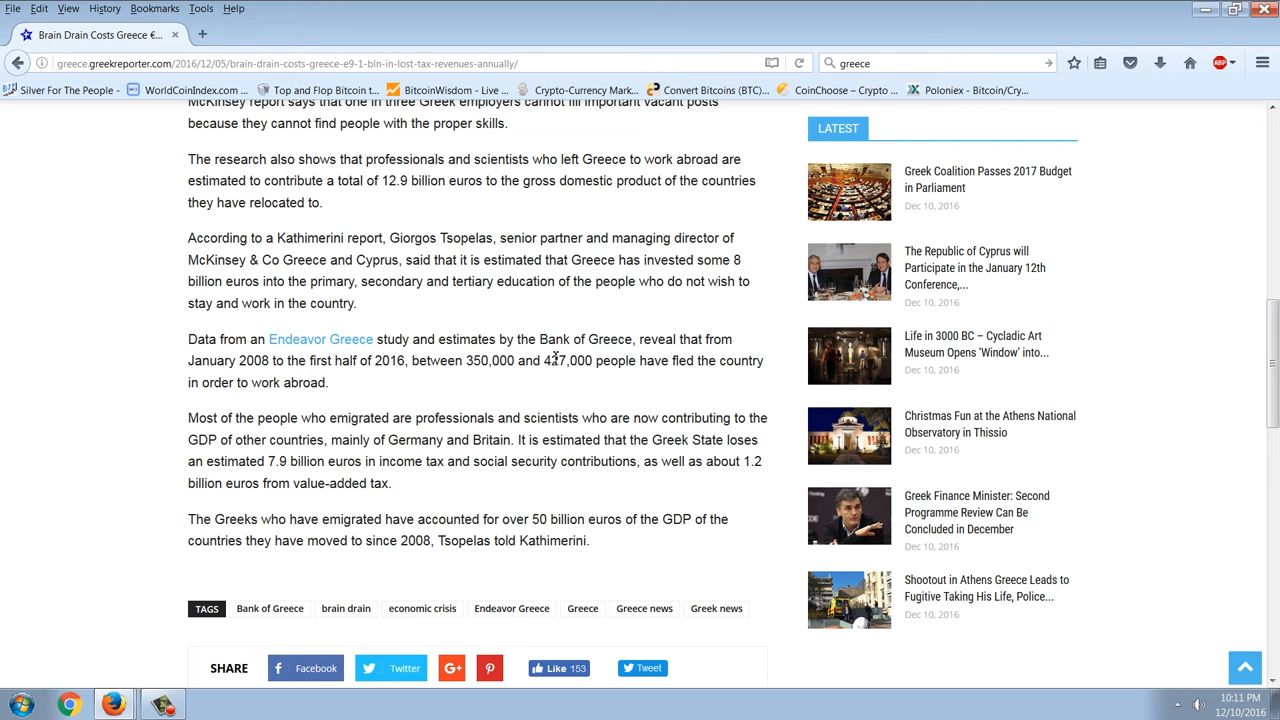 File Edit View History Bookmarks Tools Help
Brain Drain Costs Greece €...
greece.greekreporter.com/2016/12/05/brain-drain-costs-greece-e9-1-bln-in-lost-tax-revenues-annually/
greece
ABP
Silver For The People - ...
WorldCoinIndex.com ...
Top and Flop Bitcoin t...
BitcoinWisdom - Live ...
Crypto-Currency Mark...
Convert Bitcoins (BTC)...
CoinChoose – Crypto ...
Poloniex - Bitcoin/Cry...
McKinsey report says that one in three Greek employers cannot fill important vacant posts
because they cannot find people with the proper skills.
The research also shows that professionals and scientists who left Greece to work abroad are
estimated to contribute a total of 12.9 billion euros to the gross domestic product of the countries
they have relocated to.
According to a Kathimerini report, Giorgos Tsopelas, senior partner and managing director of
McKinsey & Co Greece and Cyprus, said that it is estimated that Greece has invested some 8
billion euros into the primary, secondary and tertiary education of the people who do not wish to
stay and work in the country.
Data from an Endeavor Greece study and estimates by the Bank of Greece, reveal that from
January 2008 to the first half of 2016, between 350,000 and 427,000 people have fled the country
in order to work abroad.
Most of the people who emigrated are professionals and scientists who are now contributing to the
GDP of other countries, mainly of Germany and Britain. It is estimated that the Greek State loses
an estimated 7.9 billion euros in income tax and social security contributions, as well as about 1.2
billion euros from value-added tax.
The Greeks who have emigrated have accounted for over 50 billion euros of the GDP of the
countries they have moved to since 2008, Tsopelas told Kathimerini.
TAGS Bank of Greece brain drain economic crisis Endeavor Greece Greece Greece news Greek news
SHARE Facebook Twitter G+ Like 153 Tweet
LATEST
Greek Coalition Passes 2017 Budget
in Parliament
Dec 10, 2016
The Republic of Cyprus will
Participate in the January 12th
Conference,...
Dec 10, 2016
Life in 3000 BC – Cycladic Art
Museum Opens ‘Window’ into...
Dec 10, 2016
Christmas Fun at the Athens National
Observatory in Thissio
Dec 10, 2016
Greek Finance Minister: Second
Programme Review Can Be
Concluded in December
Dec 10, 2016
Shootout in Athens Greece Leads to
Fugitive Taking His Life, Police...
Dec 10, 2016
10:11 PM
12/10/2016